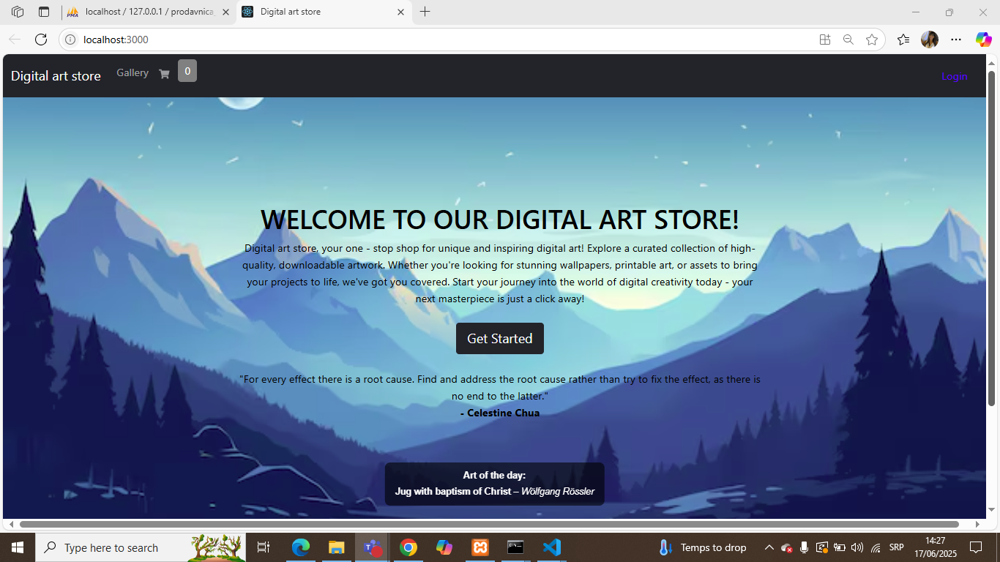 localhost / 127.0.0.1 / prodavnica
Digital art store
localhost:3000
Digital art store Gallery 0 Login
WELCOME TO OUR DIGITAL ART STORE!
Digital art store, your one - stop shop for unique and inspiring digital art! Explore a curated collection of high-
quality, downloadable artwork. Whether you're looking for stunning wallpapers, printable art, or assets to bring
your projects to life, we've got you covered. Start your journey into the world of digital creativity today - your
next masterpiece is just a click away!
Get Started
"For every effect there is a root cause. Find and address the root cause rather than try to fix the effect, as there is
no end to the latter."
- Celestine Chua
Art of the day:
Jug with baptism of Christ – Wolfgang Rössler
Type here to search
Temps to drop
SRP
14:27
17/06/2025